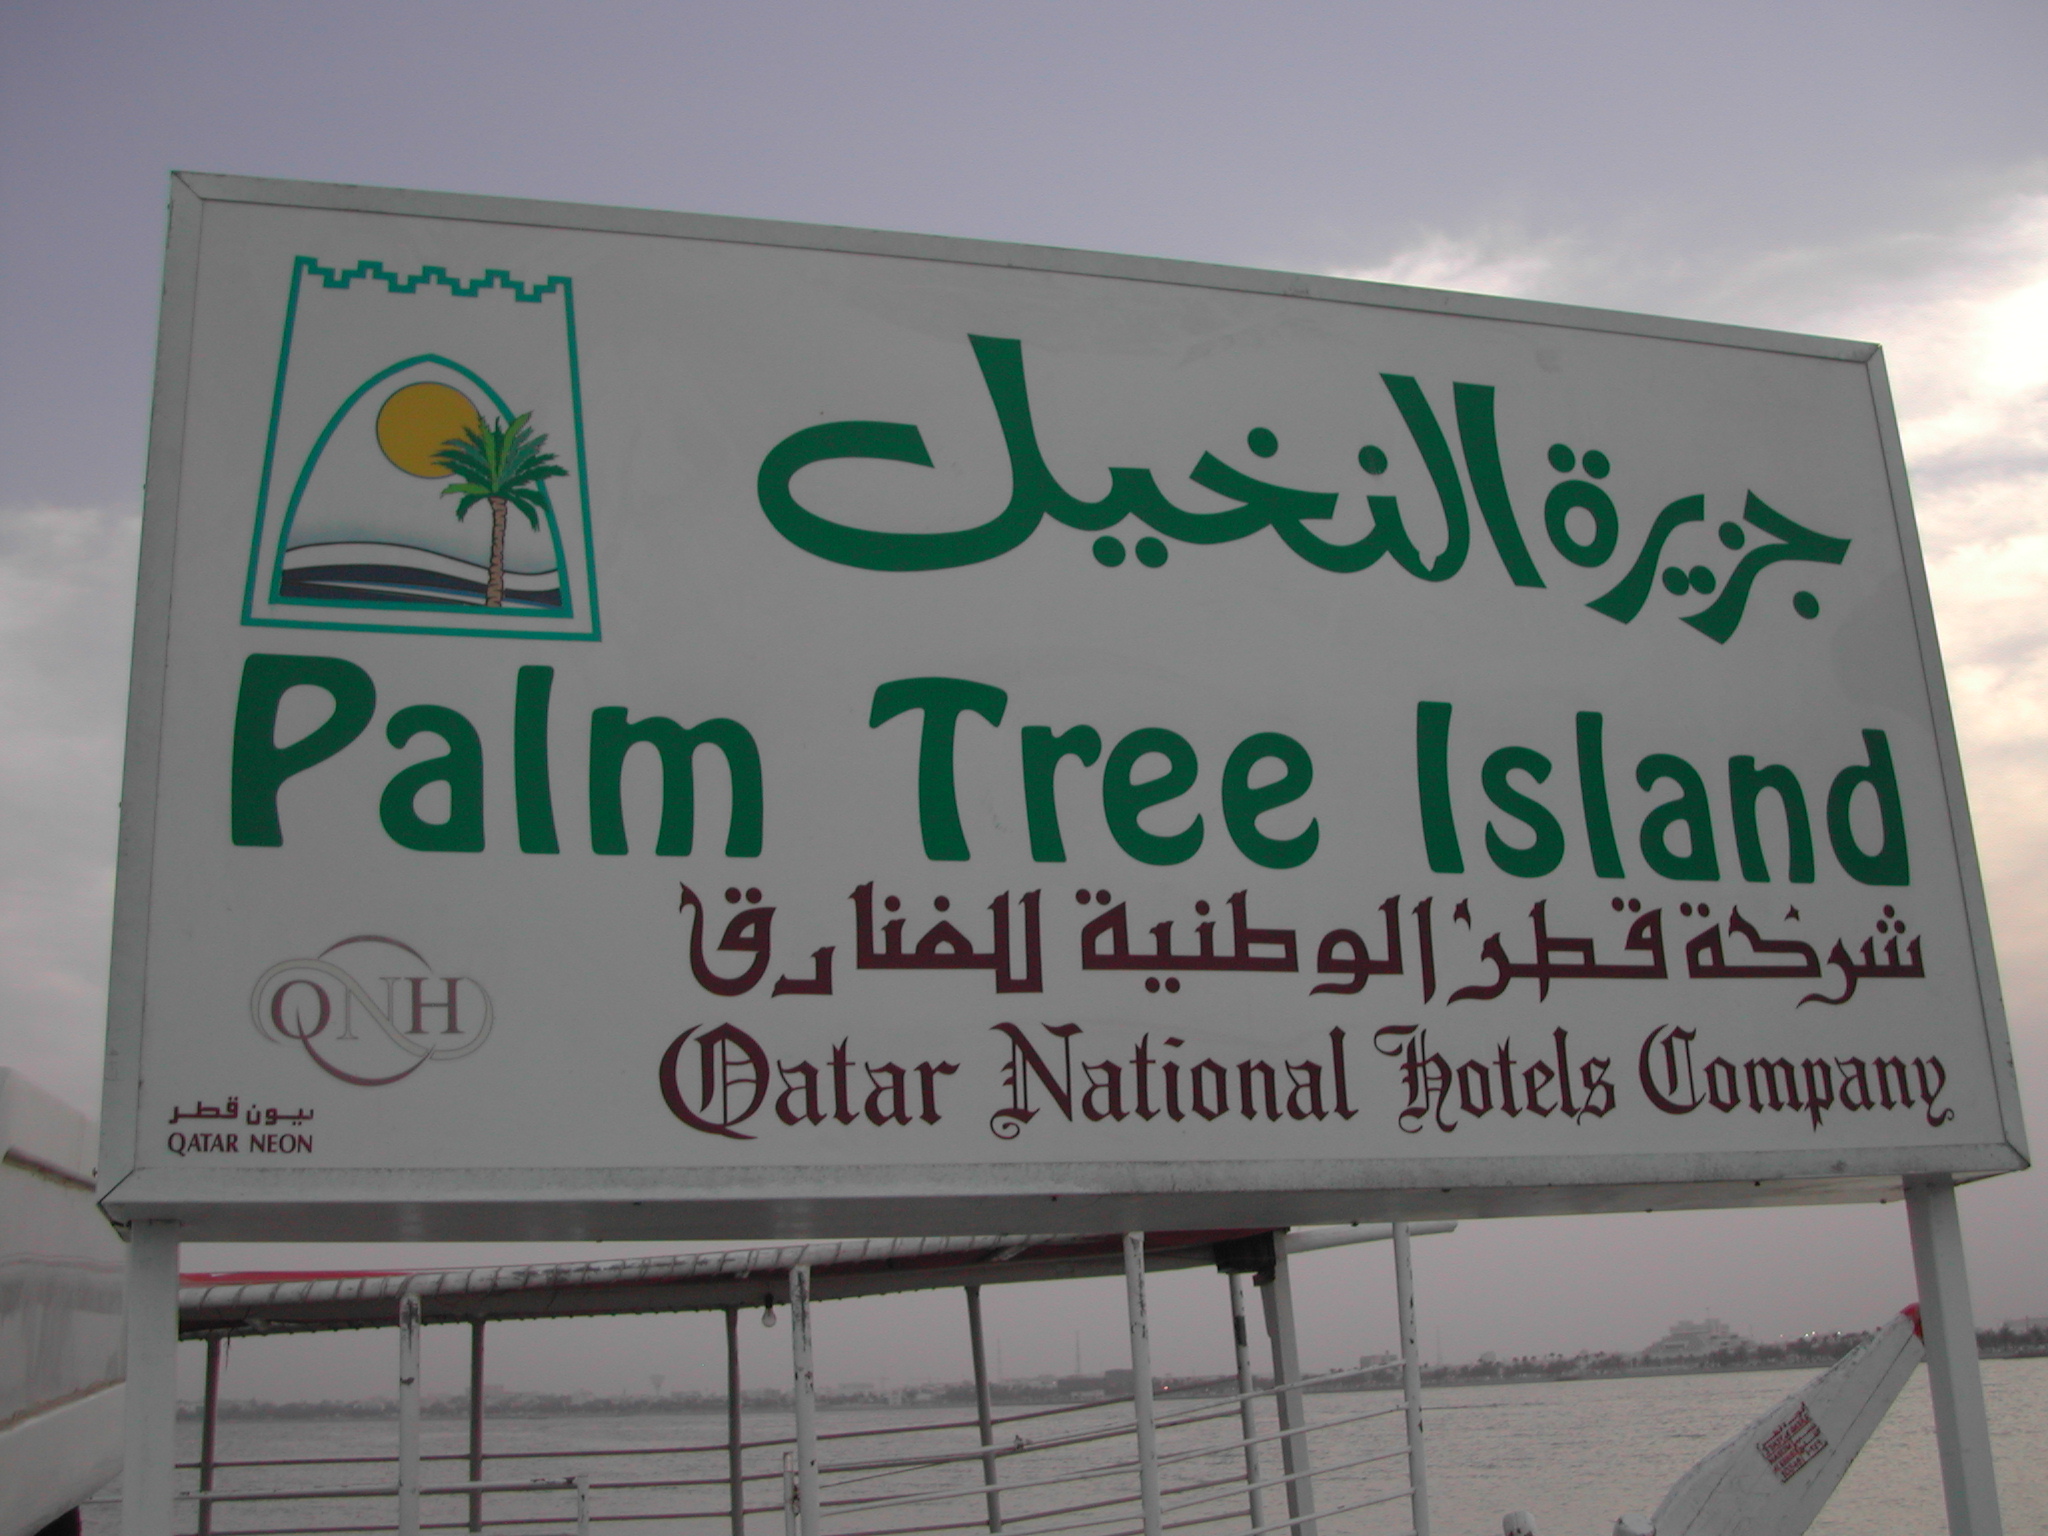 جزيرة النخيل
Palm Tree Island
شركة قطر الوطنية للفنادق
Qatar National Hotels Company
QNH
نيون قطر
QATAR NEON